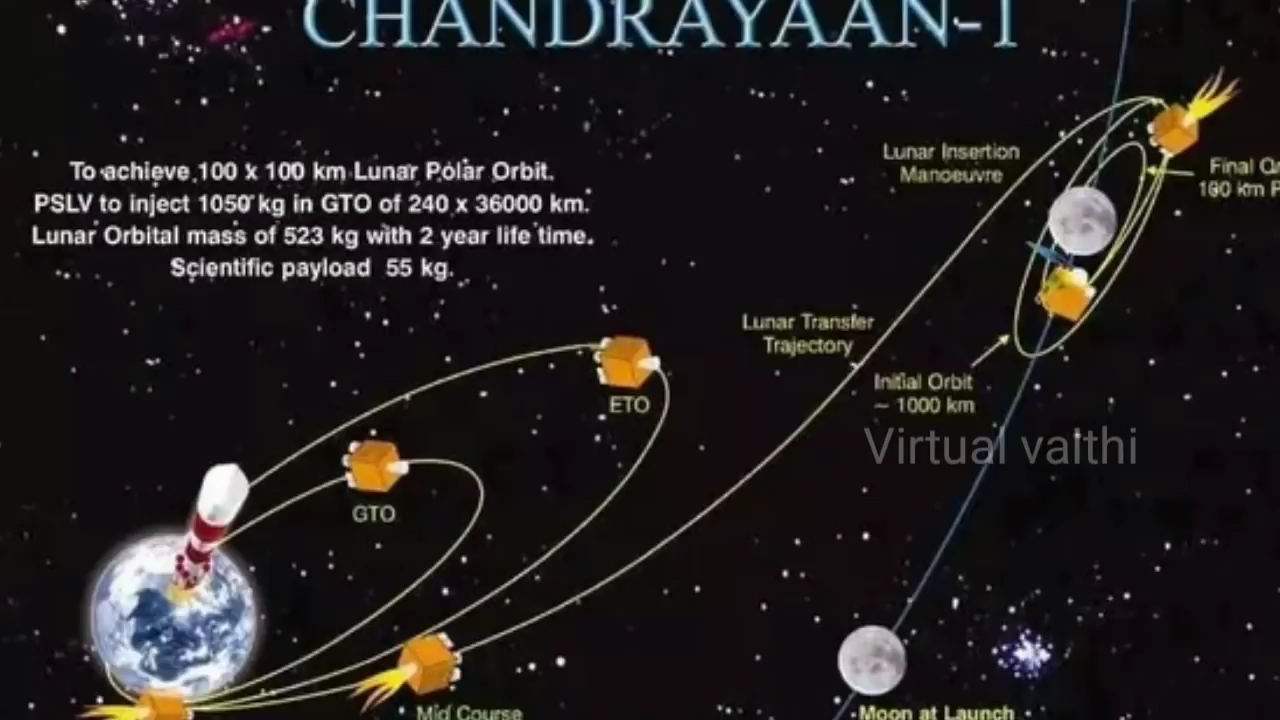 CHANDRAYAAN-1
To achieve 100 x 100 km Lunar Polar Orbit.
PSLV to inject 1050 kg in GTO of 240 x 36000 km.
Lunar Orbital mass of 523 kg with 2 year life time.
Scientific payload 55 kg.
Lunar Insertion
Manoeuvre
Final
100 km
Lunar Transfer
Trajectory
Initial Orbit
~ 1000 km
ETO
GTO
Virtual vaithi
Mid Course
Moon at Launch